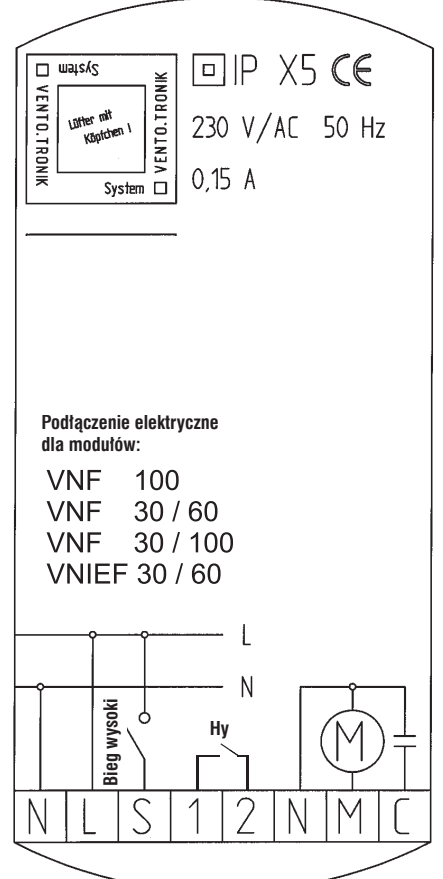 System
VENTO.TRONIK
Lüfter mit
Köpfchen !
VENTO.TRONIK
System
IP X5 CE
230 V/AC 50 Hz
0,15 A
Podłączenie elektryczne
dla modułów:
VNF 100
VNF 30 / 60
VNF 30 / 100
VNIEF 30 / 60
L
N
Bieg wysoki
Hy
M
N L S 1 2 N M C